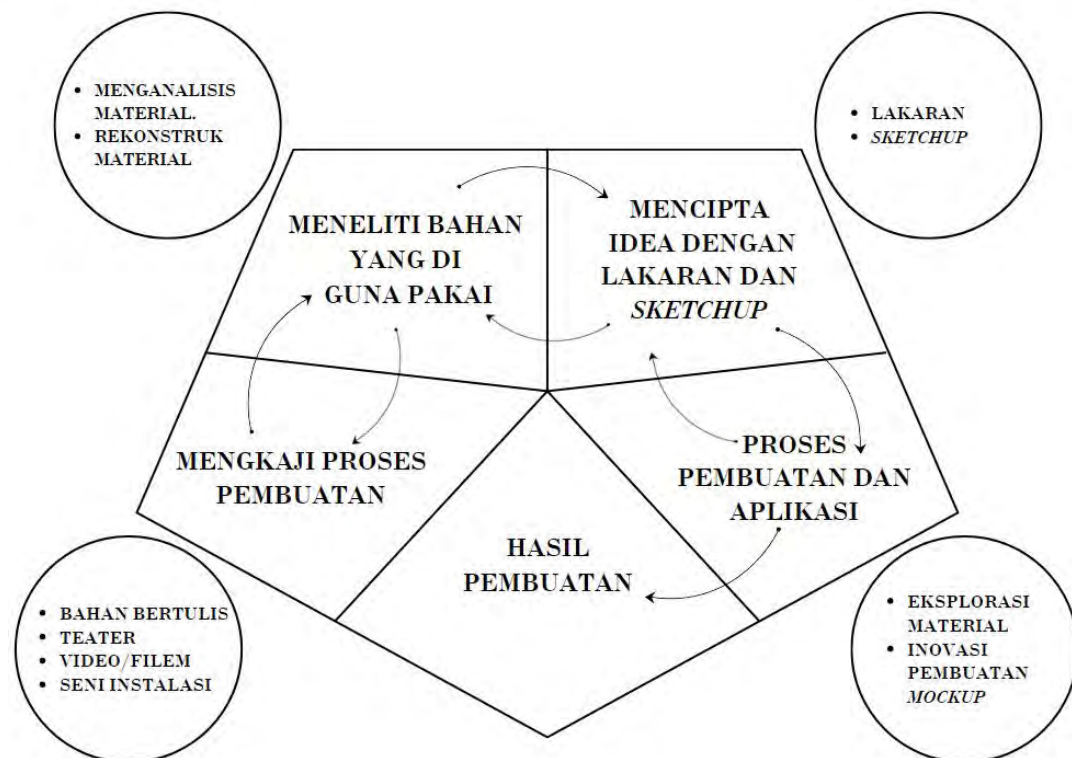 • MENGANALISIS
MATERIAL.
• REKONSTRUK
MATERIAL
• LAKARAN
• SKETCHUP
MENELITI BAHAN
YANG DI
GUNA PAKAI
MENCIPTA
IDEA DENGAN
LAKARAN DAN
SKETCHUP
MENGKAJI PROSES
PEMBUATAN
PROSES
PEMBUATAN DAN
APLIKASI
HASIL
PEMBUATAN
• BAHAN BERTULIS
• TEATER
• VIDEO/FILEM
• SENI INSTALASI
• EKSPLORASI
MATERIAL
• INOVASI
PEMBUATAN
MOCKUP